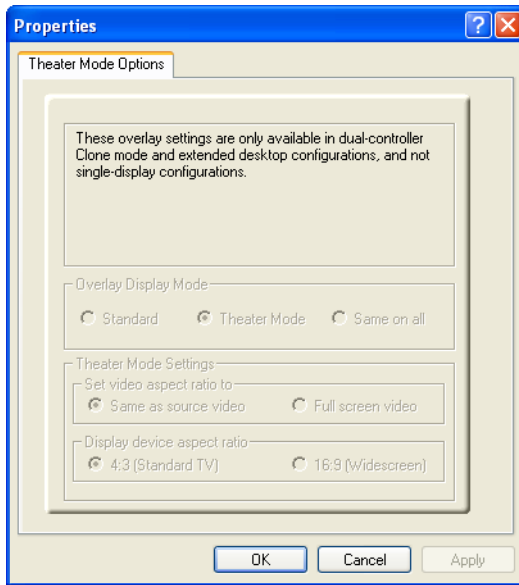 Properties
Theater Mode Options
These overlay settings are only available in dual-controller
Clone mode and extended desktop configurations, and not
single-display configurations.
Overlay Display Mode
Standard Theater Mode Same on all
Theater Mode Settings
Set video aspect ratio to
Same as source video Full screen video
Display device aspect ratio
4:3 (Standard TV) 16:9 (Widescreen)
OK Cancel Apply